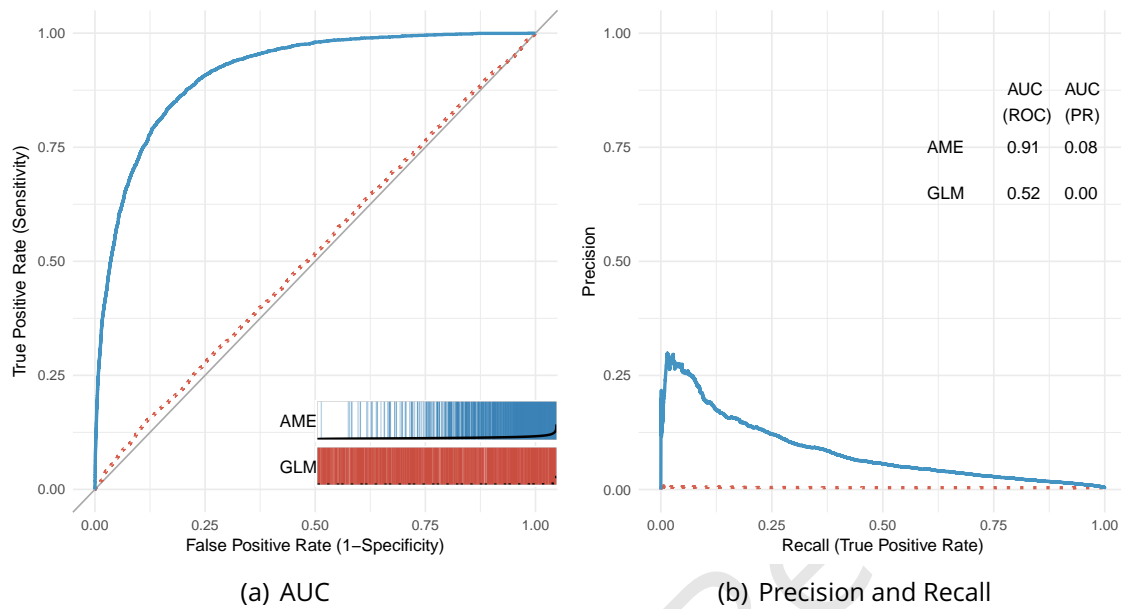 1.00
0.75
0.50
0.25
0.00
True Positive Rate (Sensitivity)
AME
GLM
0.00 0.25 0.50 0.75 1.00
False Positive Rate (1−Specificity)
(a) AUC
1.00
0.75
0.50
0.25
0.00
Precision
AUC AUC
(ROC) (PR)
AME 0.91 0.08
GLM 0.52 0.00
0.00 0.25 0.50 0.75 1.00
Recall (True Positive Rate)
(b) Precision and Recall